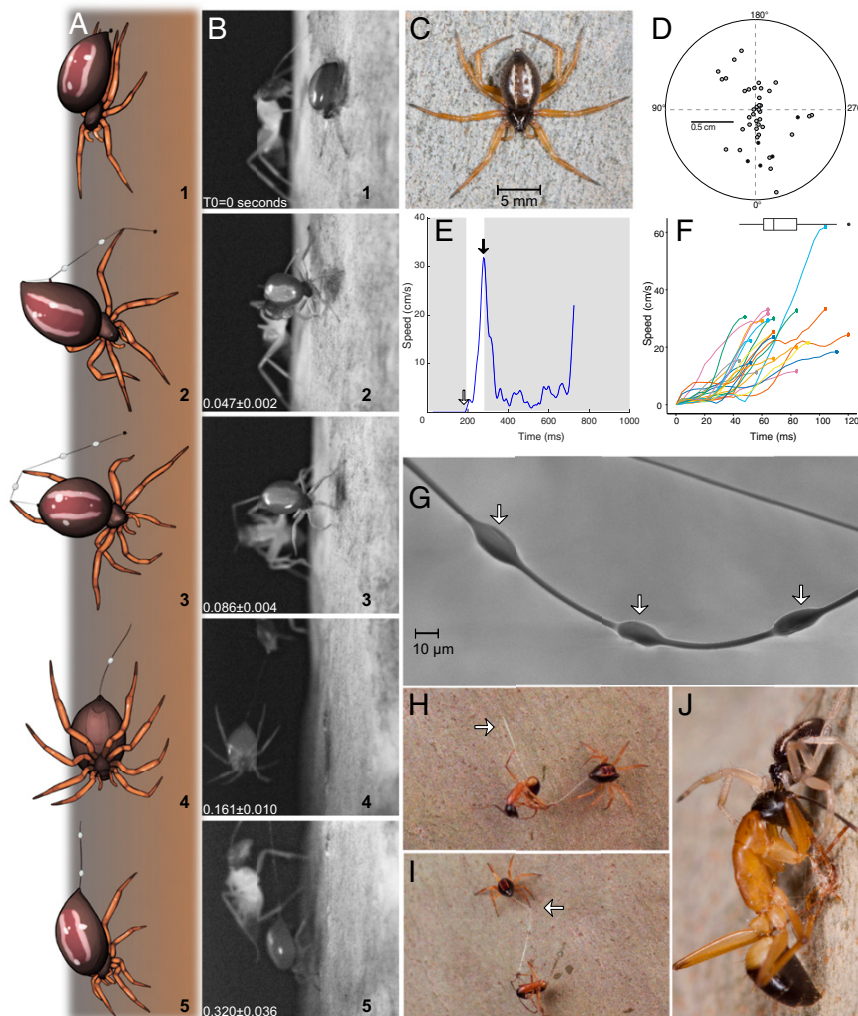 A
1
2
3
4
5
B
T0=0 seconds
1
0.047±0.002
2
0.086±0.004
3
0.161±0.010
4
0.320±0.036
5
C
5 mm
D
180°
90°
270
0.5 cm
0°
E
40
30
20
10
0
Speed (cm/s)
200
400
600
800
1000
Time (ms)
F
60
40
20
0
Speed (cm/s)
0
20
40
60
80
100
120
Time (ms)
G
10 µm
H
I
J